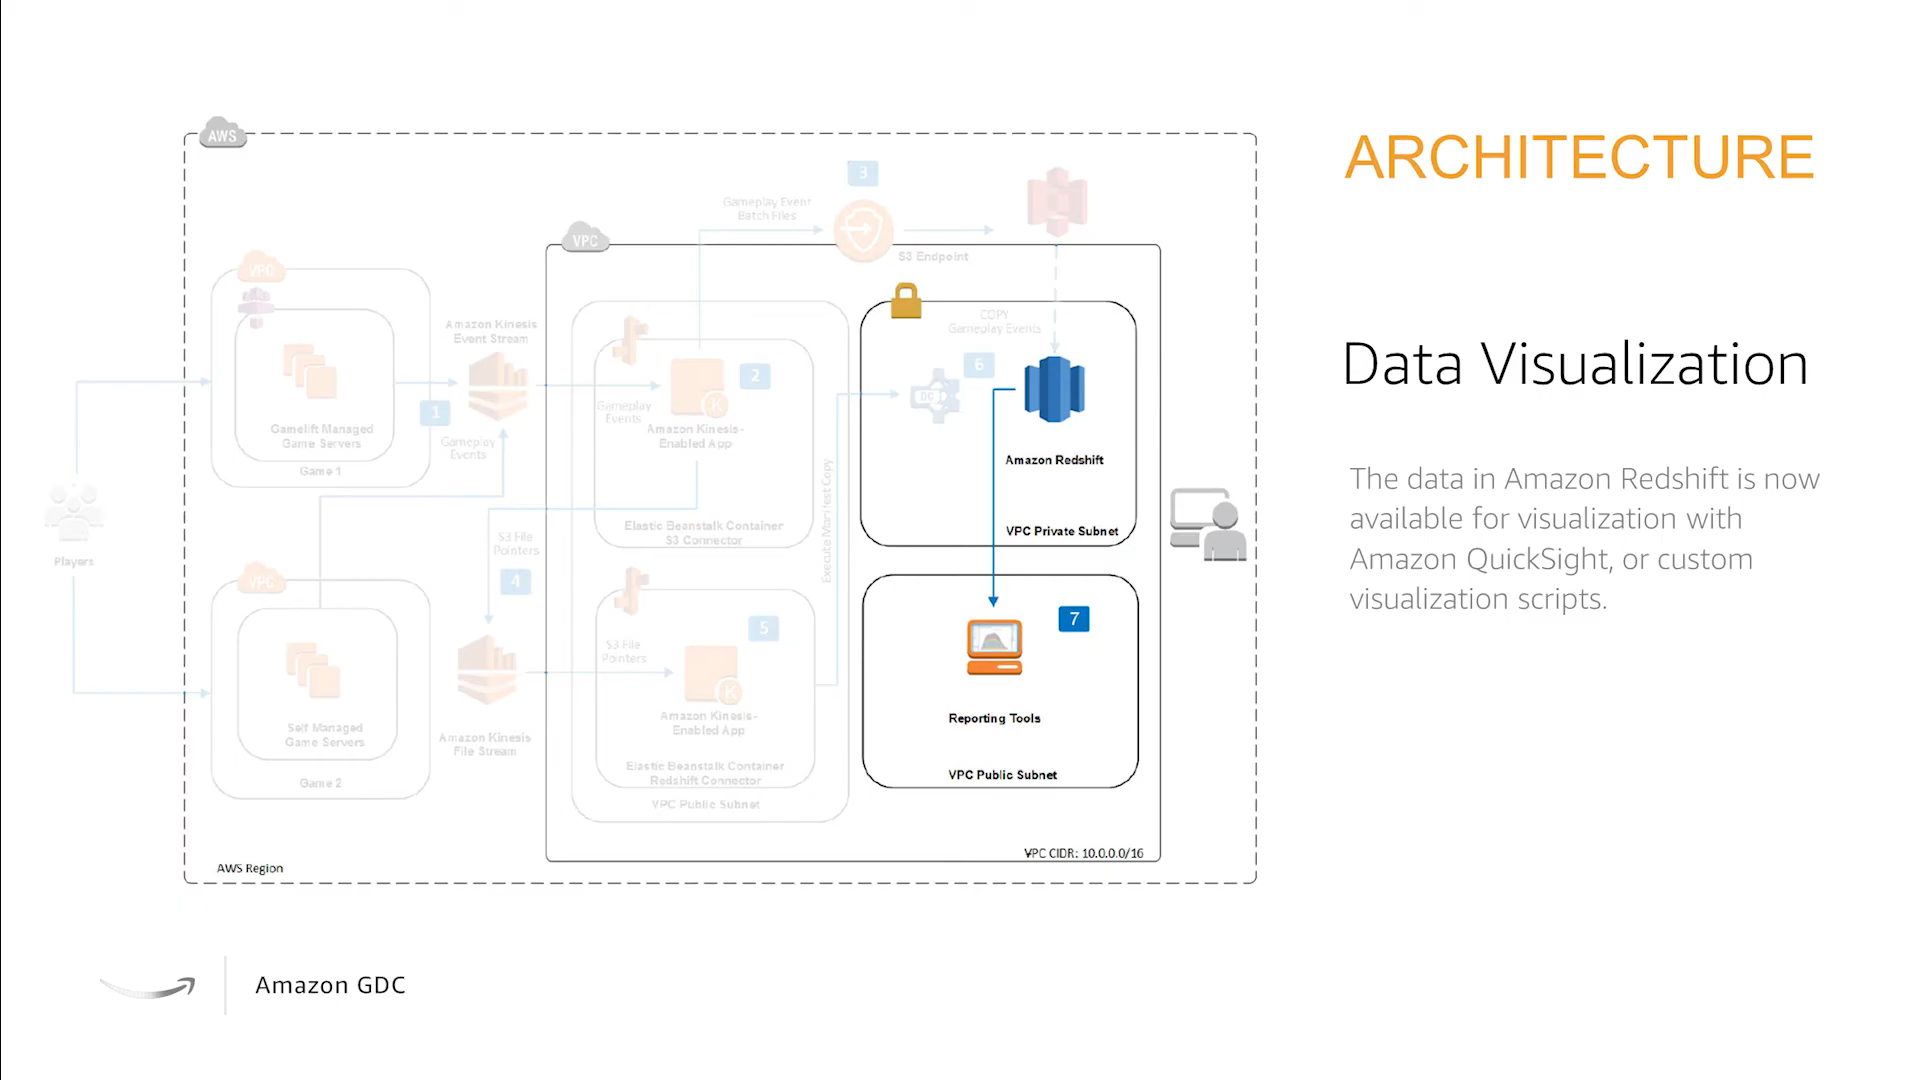 AWS
ARCHITECTURE
3
Gameplay Event
Batch Files
VPC
S3 Endpoint
VPC
COPY
Gameplay Events
Amazon Kinesis
Event Stream
6
2
DC
1
Gameplay
Events
K
Gamelift Managed
Game Servers
Game 1
Gameplay
Events
Amazon Kinesis-
Enabled App
Data Visualization
Amazon Redshift
Execute Manifest Copy
The data in Amazon Redshift is now
available for visualization with
Amazon QuickSight, or custom
visualization scripts.
Elastic Beanstalk Container
S3 Connector
VPC Private Subnet
S3 File
Pointers
4
Players
VPC
5
7
S3 File
Pointers
K
Self Managed
Game Servers
Game 2
Amazon Kinesis
File Stream
Amazon Kinesis-
Enabled App
Reporting Tools
Elastic Beanstalk Container
Redshift Connector
VPC Public Subnet
VPC Public Subnet
VPC CIDR: 10.0.0.0/16
AWS Region
Amazon GDC